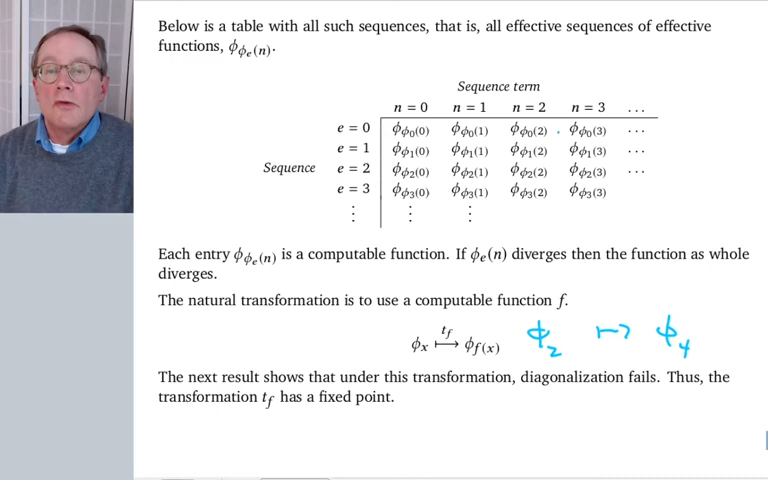 Below is a table with all such sequences, that is, all effective sequences of effective
functions, ϕ_{ϕ_e(n)}.
Sequence term
n = 0 n = 1 n = 2 n = 3 ...
e = 0 ϕ_{ϕ_0(0)} ϕ_{ϕ_0(1)} ϕ_{ϕ_0(2)} ϕ_{ϕ_0(3)} ...
e = 1 ϕ_{ϕ_1(0)} ϕ_{ϕ_1(1)} ϕ_{ϕ_1(2)} ϕ_{ϕ_1(3)} ...
Sequence e = 2 ϕ_{ϕ_2(0)} ϕ_{ϕ_2(1)} ϕ_{ϕ_2(2)} ϕ_{ϕ_2(3)} ...
e = 3 ϕ_{ϕ_3(0)} ϕ_{ϕ_3(1)} ϕ_{ϕ_3(2)} ϕ_{ϕ_3(3)}
⋮ ⋮ ⋮
Each entry ϕ_{ϕ_e(n)} is a computable function. If ϕ_e(n) diverges then the function as whole
diverges.
The natural transformation is to use a computable function f.
ϕ_x ↦^{t_f} ϕ_{f(x)} ϕ_2 ↦ ϕ_4
The next result shows that under this transformation, diagonalization fails. Thus, the
transformation t_f has a fixed point.